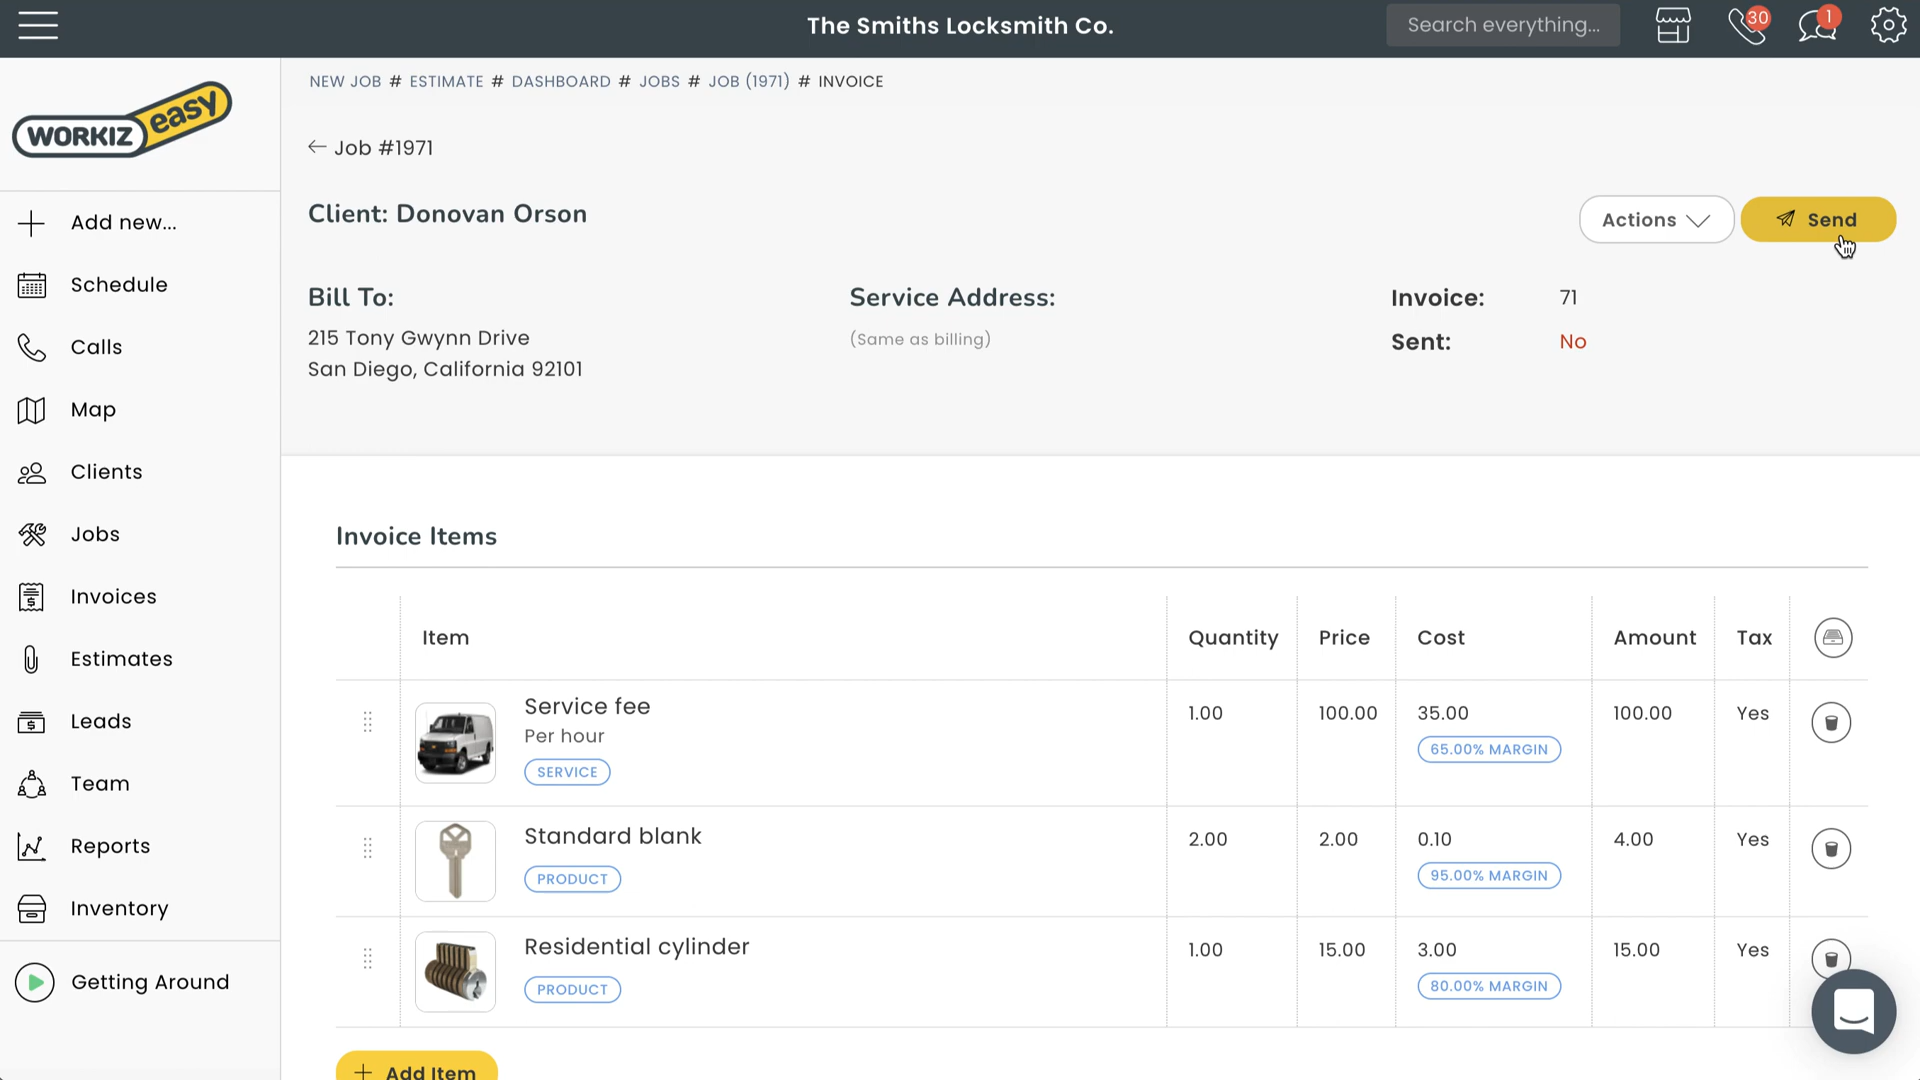 The Smiths Locksmith Co.
Search everything...
30
1
WORKIZ easy
NEW JOB # ESTIMATE # DASHBOARD # JOBS # JOB (1971) # INVOICE
← Job #1971
Client: Donovan Orson
Actions
Send
Bill To:
215 Tony Gwynn Drive
San Diego, California 92101
Service Address:
(Same as billing)
Invoice: 71
Sent: No
Add new...
Schedule
Calls
Map
Clients
Jobs
Invoices
Estimates
Leads
Team
Reports
Inventory
Getting Around
Invoice Items
Item Quantity Price Cost Amount Tax
Service fee 1.00 100.00 35.00 100.00 Yes
Per hour 65.00% MARGIN
SERVICE
Standard blank 2.00 2.00 0.10 4.00 Yes
PRODUCT 95.00% MARGIN
Residential cylinder 1.00 15.00 3.00 15.00 Yes
PRODUCT 80.00% MARGIN
+ Add Item